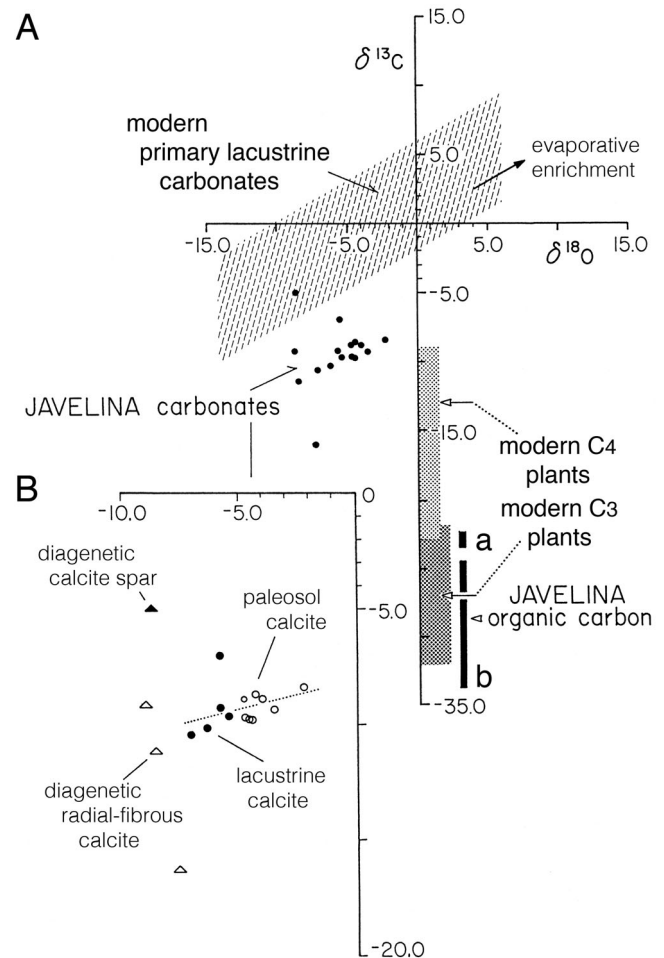 A
15.0
δ13C
modern
primary lacustrine
carbonates
5.0
evaporative
enrichment
-15.0
-5.0
5.0
15.0
δ18O
-5.0
JAVELINA carbonates
-15.0
modern C4
plants
modern C3
plants
a
JAVELINA
organic carbon
b
-35.0
B
-10.0
-5.0
0
diagenetic
calcite spar
paleosol
calcite
-5.0
lacustrine
calcite
diagenetic
radial-fibrous
calcite
-20.0